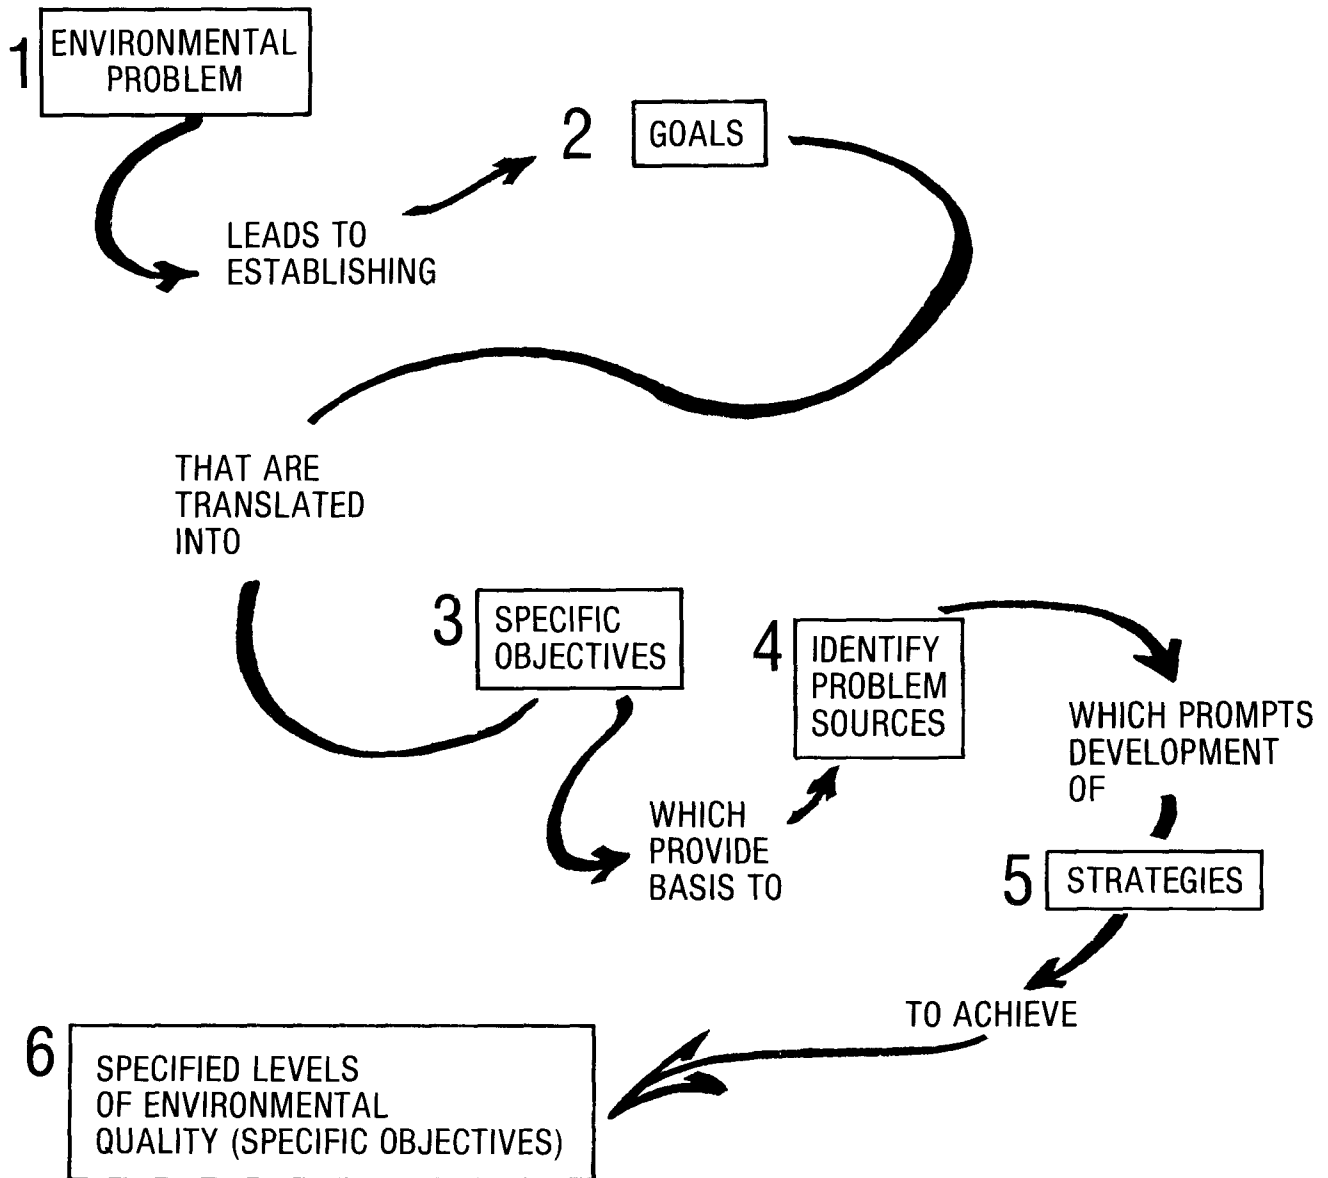 1
ENVIRONMENTAL
PROBLEM
LEADS TO
ESTABLISHING
2
GOALS
THAT ARE
TRANSLATED
INTO
3
SPECIFIC
OBJECTIVES
WHICH
PROVIDE
BASIS TO
4
IDENTIFY
PROBLEM
SOURCES
WHICH PROMPTS
DEVELOPMENT
OF
5
STRATEGIES
TO ACHIEVE
6
SPECIFIED LEVELS
OF ENVIRONMENTAL
QUALITY (SPECIFIC OBJECTIVES)